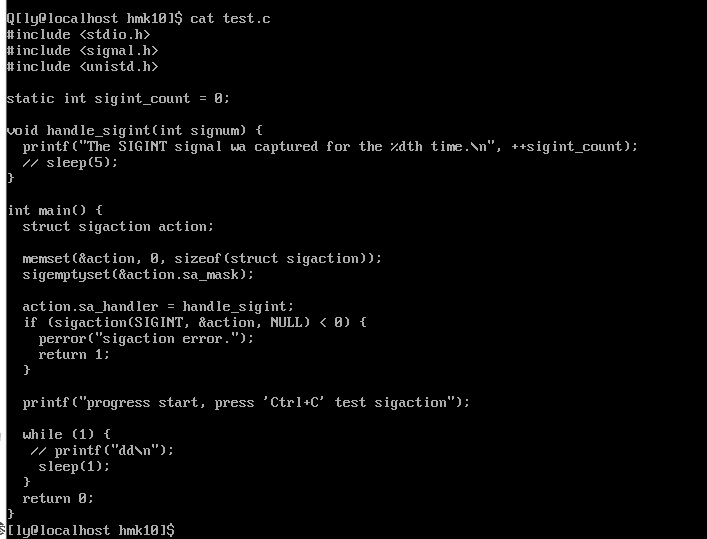 Q[ly@localhost hmk10]$ cat test.c
#include <stdio.h>
#include <signal.h>
#include <unistd.h>

static int sigint_count = 0;

void handle_sigint(int signum) {
  printf("The SIGINT signal wa captured for the %dth time.\n", ++sigint_count);
  // sleep(5);
}

int main() {
  struct sigaction action;

  memset(&action, 0, sizeof(struct sigaction));
  sigemptyset(&action.sa_mask);

  action.sa_handler = handle_sigint;
  if (sigaction(SIGINT, &action, NULL) < 0) {
    perror("sigaction error.");
    return 1;
  }

  printf("progress start, press 'Ctrl+C' test sigaction");

  while (1) {
   // printf("dd\n");
    sleep(1);
  }
  return 0;
}
[ly@localhost hmk10]$